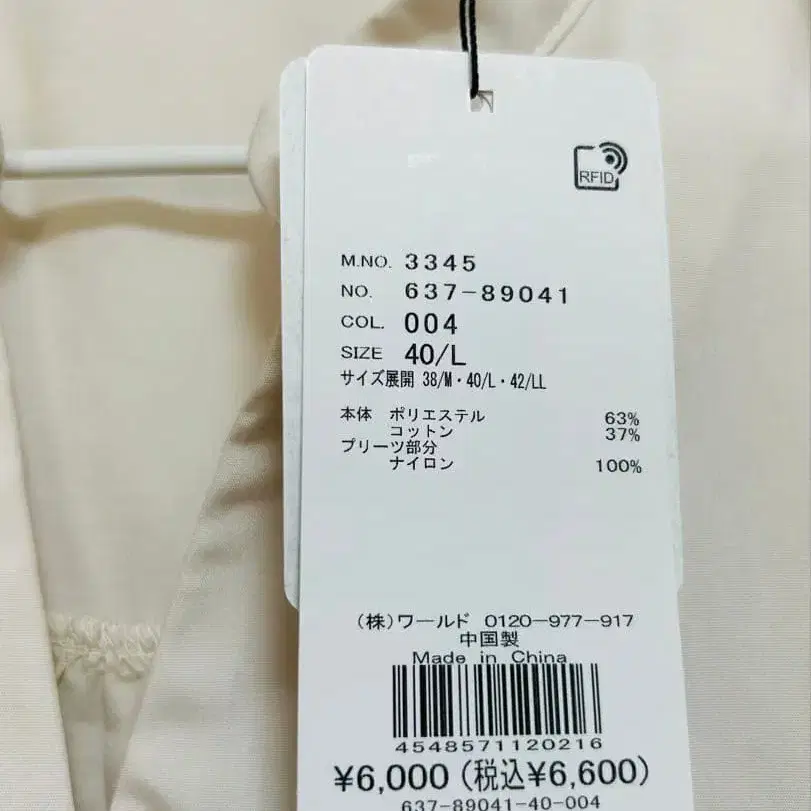 RFID
M.NO. 3345
NO. 637-89041
COL. 004
SIZE 40/L
サイズ展開 38/M・40/L・42/LL
本体 ポリエステル 63%
コットン 37%
プリーツ部分
ナイロン 100%
(株)ワールド 0120-977-917
中国製
Made in China
4548571120216
¥6,000 (税込¥6,600)
637-89041-40-004